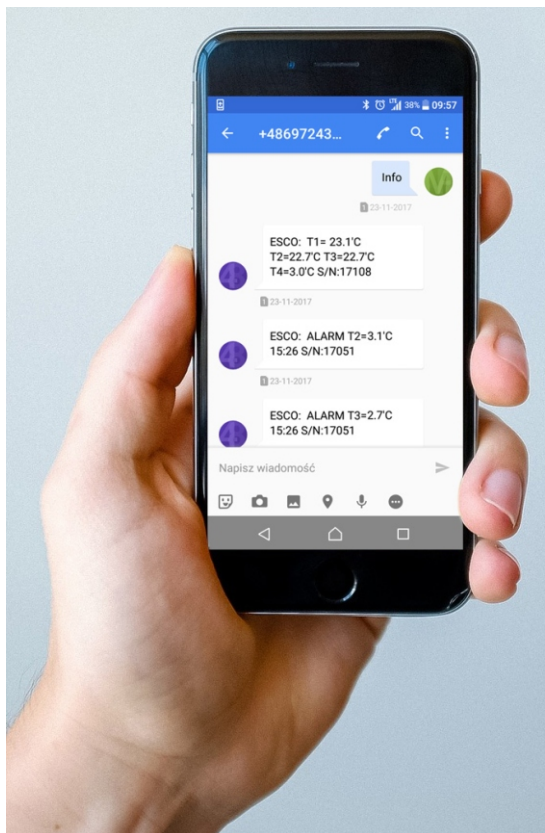 38% 09:57
+48697243...
Info
23-11-2017
ESCO: T1= 23.1'C
T2=22.7'C T3=22.7'C
T4=3.0'C S/N:17108
23-11-2017
ESCO: ALARM T2=3.1'C
15:26 S/N:17051
23-11-2017
ESCO: ALARM T3=2.7'C
15:26 S/N:17051
Napisz wiadomość